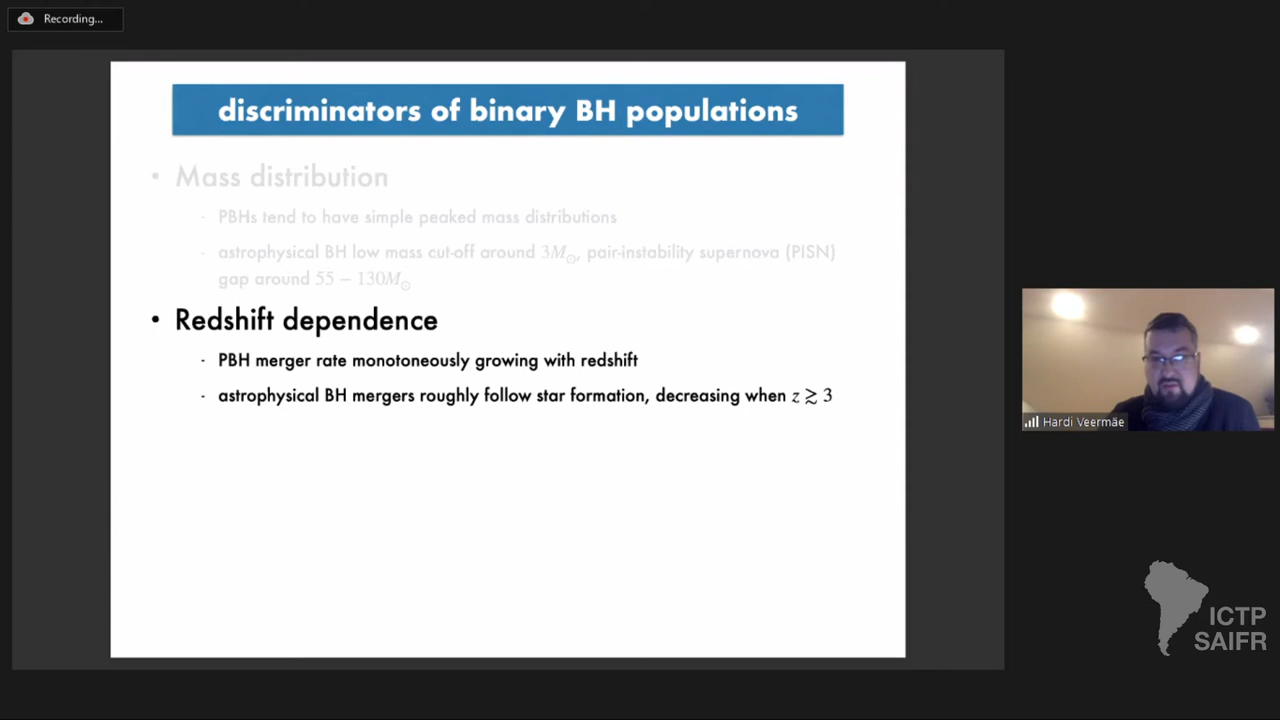 Recording...
discriminators of binary BH populations
• Mass distribution
- PBHs tend to have simple peaked mass distributions
- astrophysical BH low mass cut-off around 3M☉, pair-instability supernova (PISN)
gap around 55 – 130M☉
• Redshift dependence
- PBH merger rate monotoneously growing with redshift
- astrophysical BH mergers roughly follow star formation, decreasing when z ≳ 3
Hardi Veermäe
ICTP
SAIFR